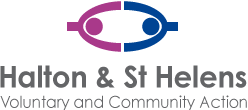 Halton & St Helens
Voluntary and Community Action